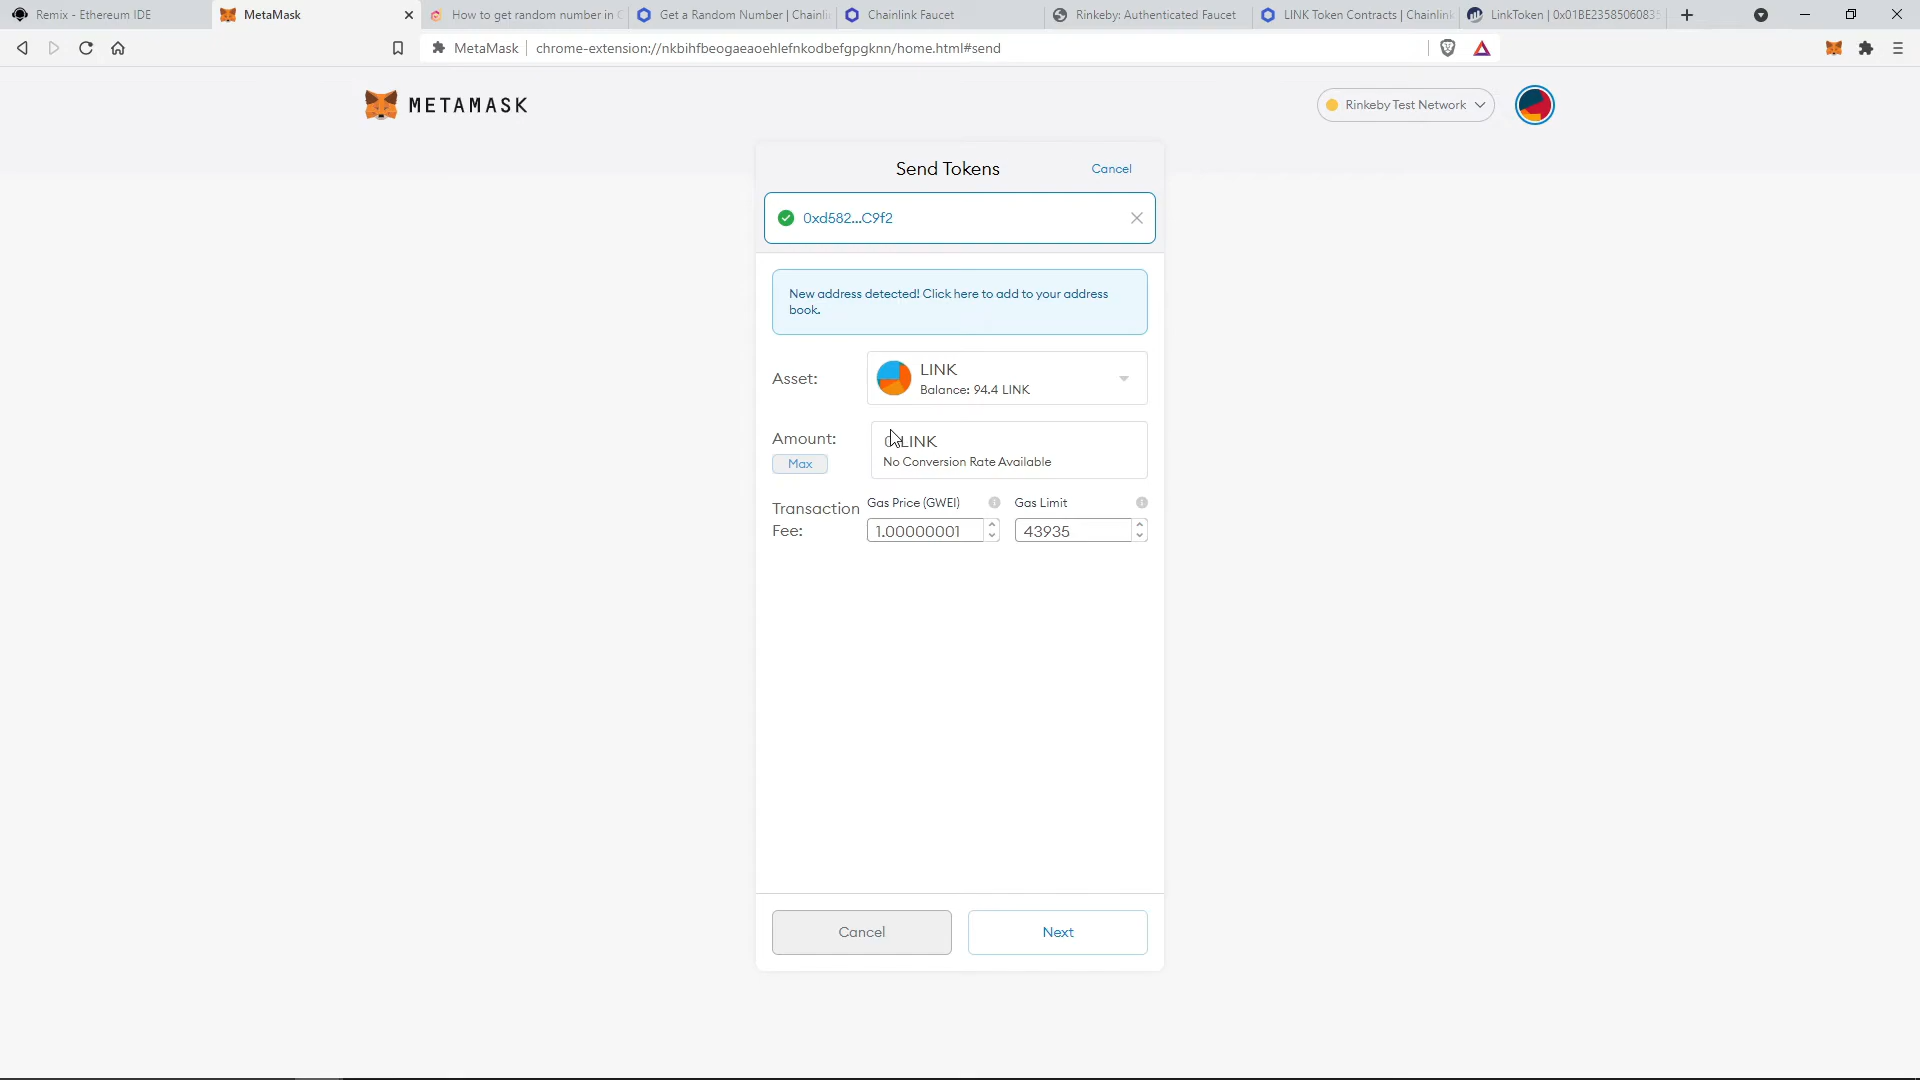 Remix - Ethereum IDE
MetaMask
How to get random number in
Get a Random Number | Chainli
Chainlink Faucet
Rinkeby: Authenticated Faucet
LINK Token Contracts | Chainlink
LinkToken | 0x01BE23585060835
MetaMask
chrome-extension://nkbihfbeogaeaoehlefnkodbefgpgknn/home.html#send
METAMASK
Rinkeby Test Network
Send Tokens
Cancel
0xd582...C9f2
New address detected! Click here to add to your address
book.
Asset:
LINK
Balance: 94.4 LINK
Amount:
Max
0 LINK
No Conversion Rate Available
Transaction
Fee:
Gas Price (GWEI)
Gas Limit
1.00000001
43935
Cancel
Next